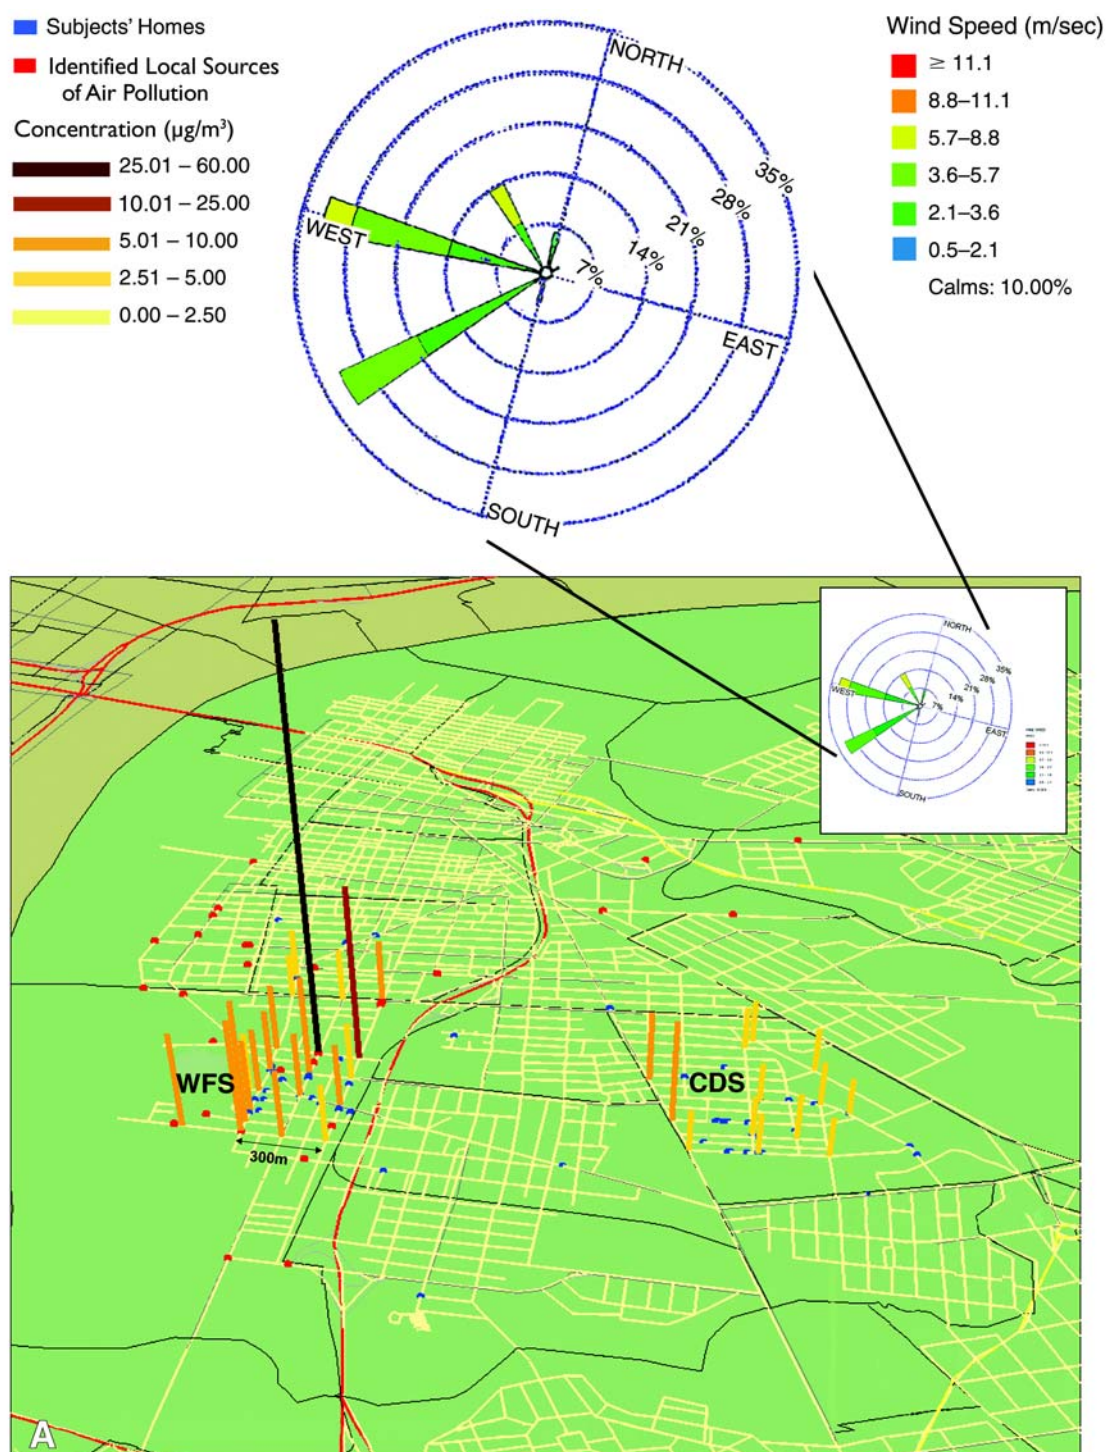 Subjects' Homes
Identified Local Sources
of Air Pollution
Concentration (µg/m³)
25.01 – 60.00
10.01 – 25.00
5.01 – 10.00
2.51 – 5.00
0.00 – 2.50
NORTH
35%
28%
21%
14%
7%
WEST
EAST
SOUTH
Wind Speed (m/sec)
≥ 11.1
8.8–11.1
5.7–8.8
3.6–5.7
2.1–3.6
0.5–2.1
Calms: 10.00%
NORTH
35%
28%
21%
14%
7%
WEST
EAST
SOUTH
WFS
CDS
300m
A